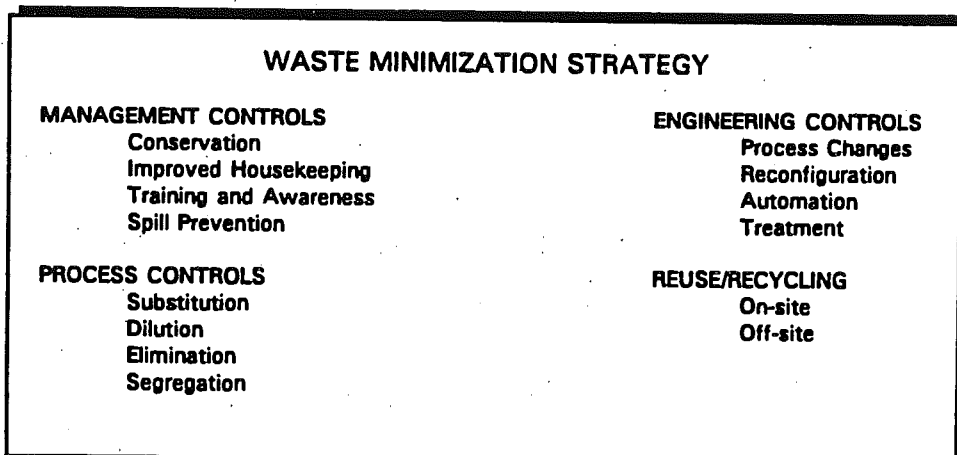 WASTE MINIMIZATION STRATEGY
MANAGEMENT CONTROLS
Conservation
Improved Housekeeping
Training and Awareness
Spill Prevention
PROCESS CONTROLS
Substitution
Dilution
Elimination
Segregation
ENGINEERING CONTROLS
Process Changes
Reconfiguration
Automation
Treatment
REUSE/RECYCLING
On-site
Off-site